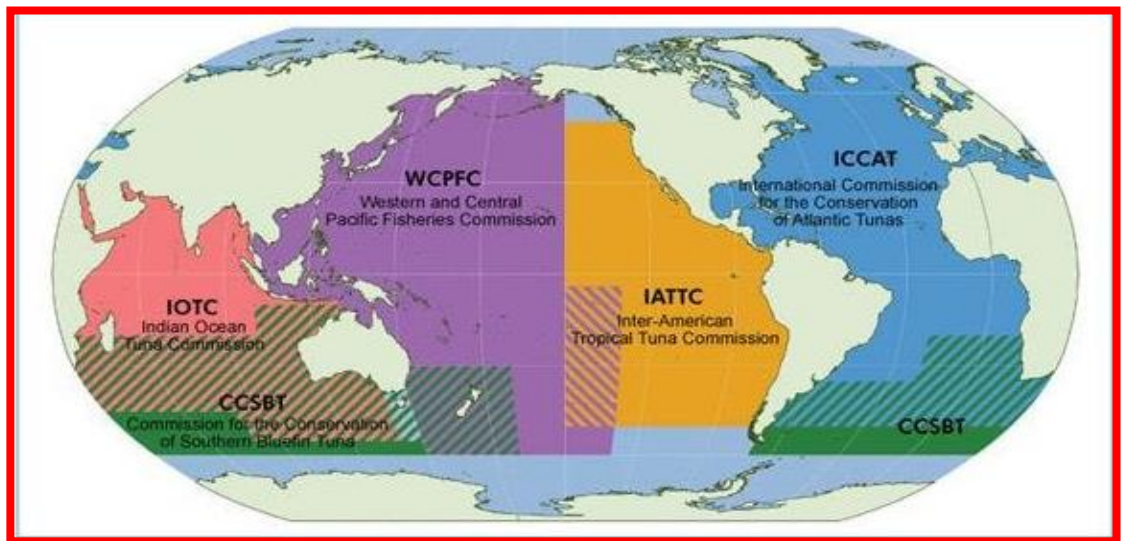 WCPFC
Western and Central
Pacific Fisheries Commission
ICCAT
International Commission
for the Conservation
of Atlantic Tunas
IOTC
Indian Ocean
Tuna Commission
IATTC
Inter-American
Tropical Tuna Commission
CCSBT
Commission for the Conservation
of Southern Bluefin Tuna
CCSBT